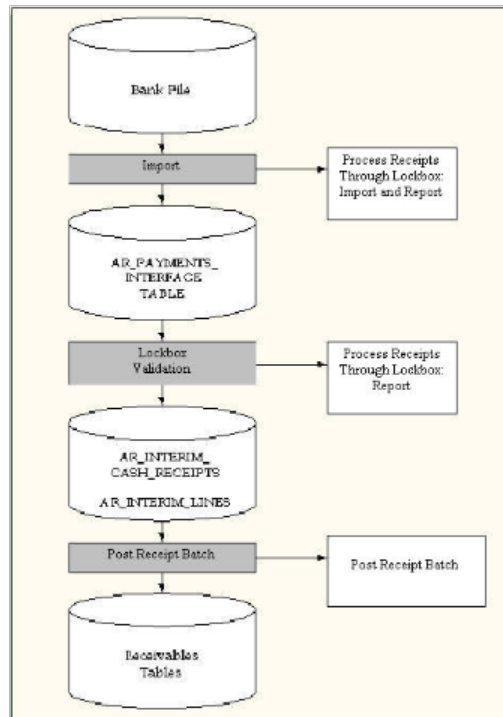 Bank File
Import
Process Receipts
Through Lockbox:
Import and Report
AR_PAYMENTS_
INTERFACE
TABLE
Lockbox
Validation
Process Receipts
Through Lockbox:
Report
AR_INTERIM_
CASH_RECEIPTS
AR_INTERIM_LINES
Post Receipt Batch
Post Receipt Batch
Receivables
Tables